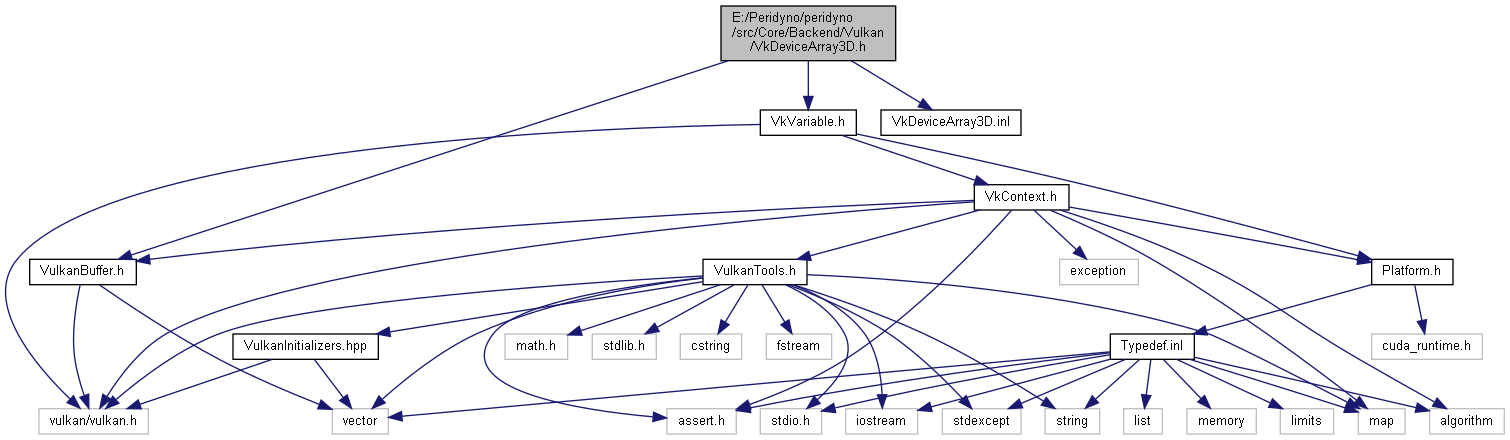 E:/Peridyno/peridyno
/src/Core/Backend/Vulkan
/VkDeviceArray3D.h
VkVariable.h
VkDeviceArray3D.inl
VkContext.h
VulkanBuffer.h
VulkanTools.h
exception
Platform.h
VulkanInitializers.hpp
math.h
stdlib.h
cstring
fstream
Typedef.inl
cuda_runtime.h
vulkan/vulkan.h
vector
assert.h
stdio.h
iostream
stdexcept
string
list
memory
limits
map
algorithm